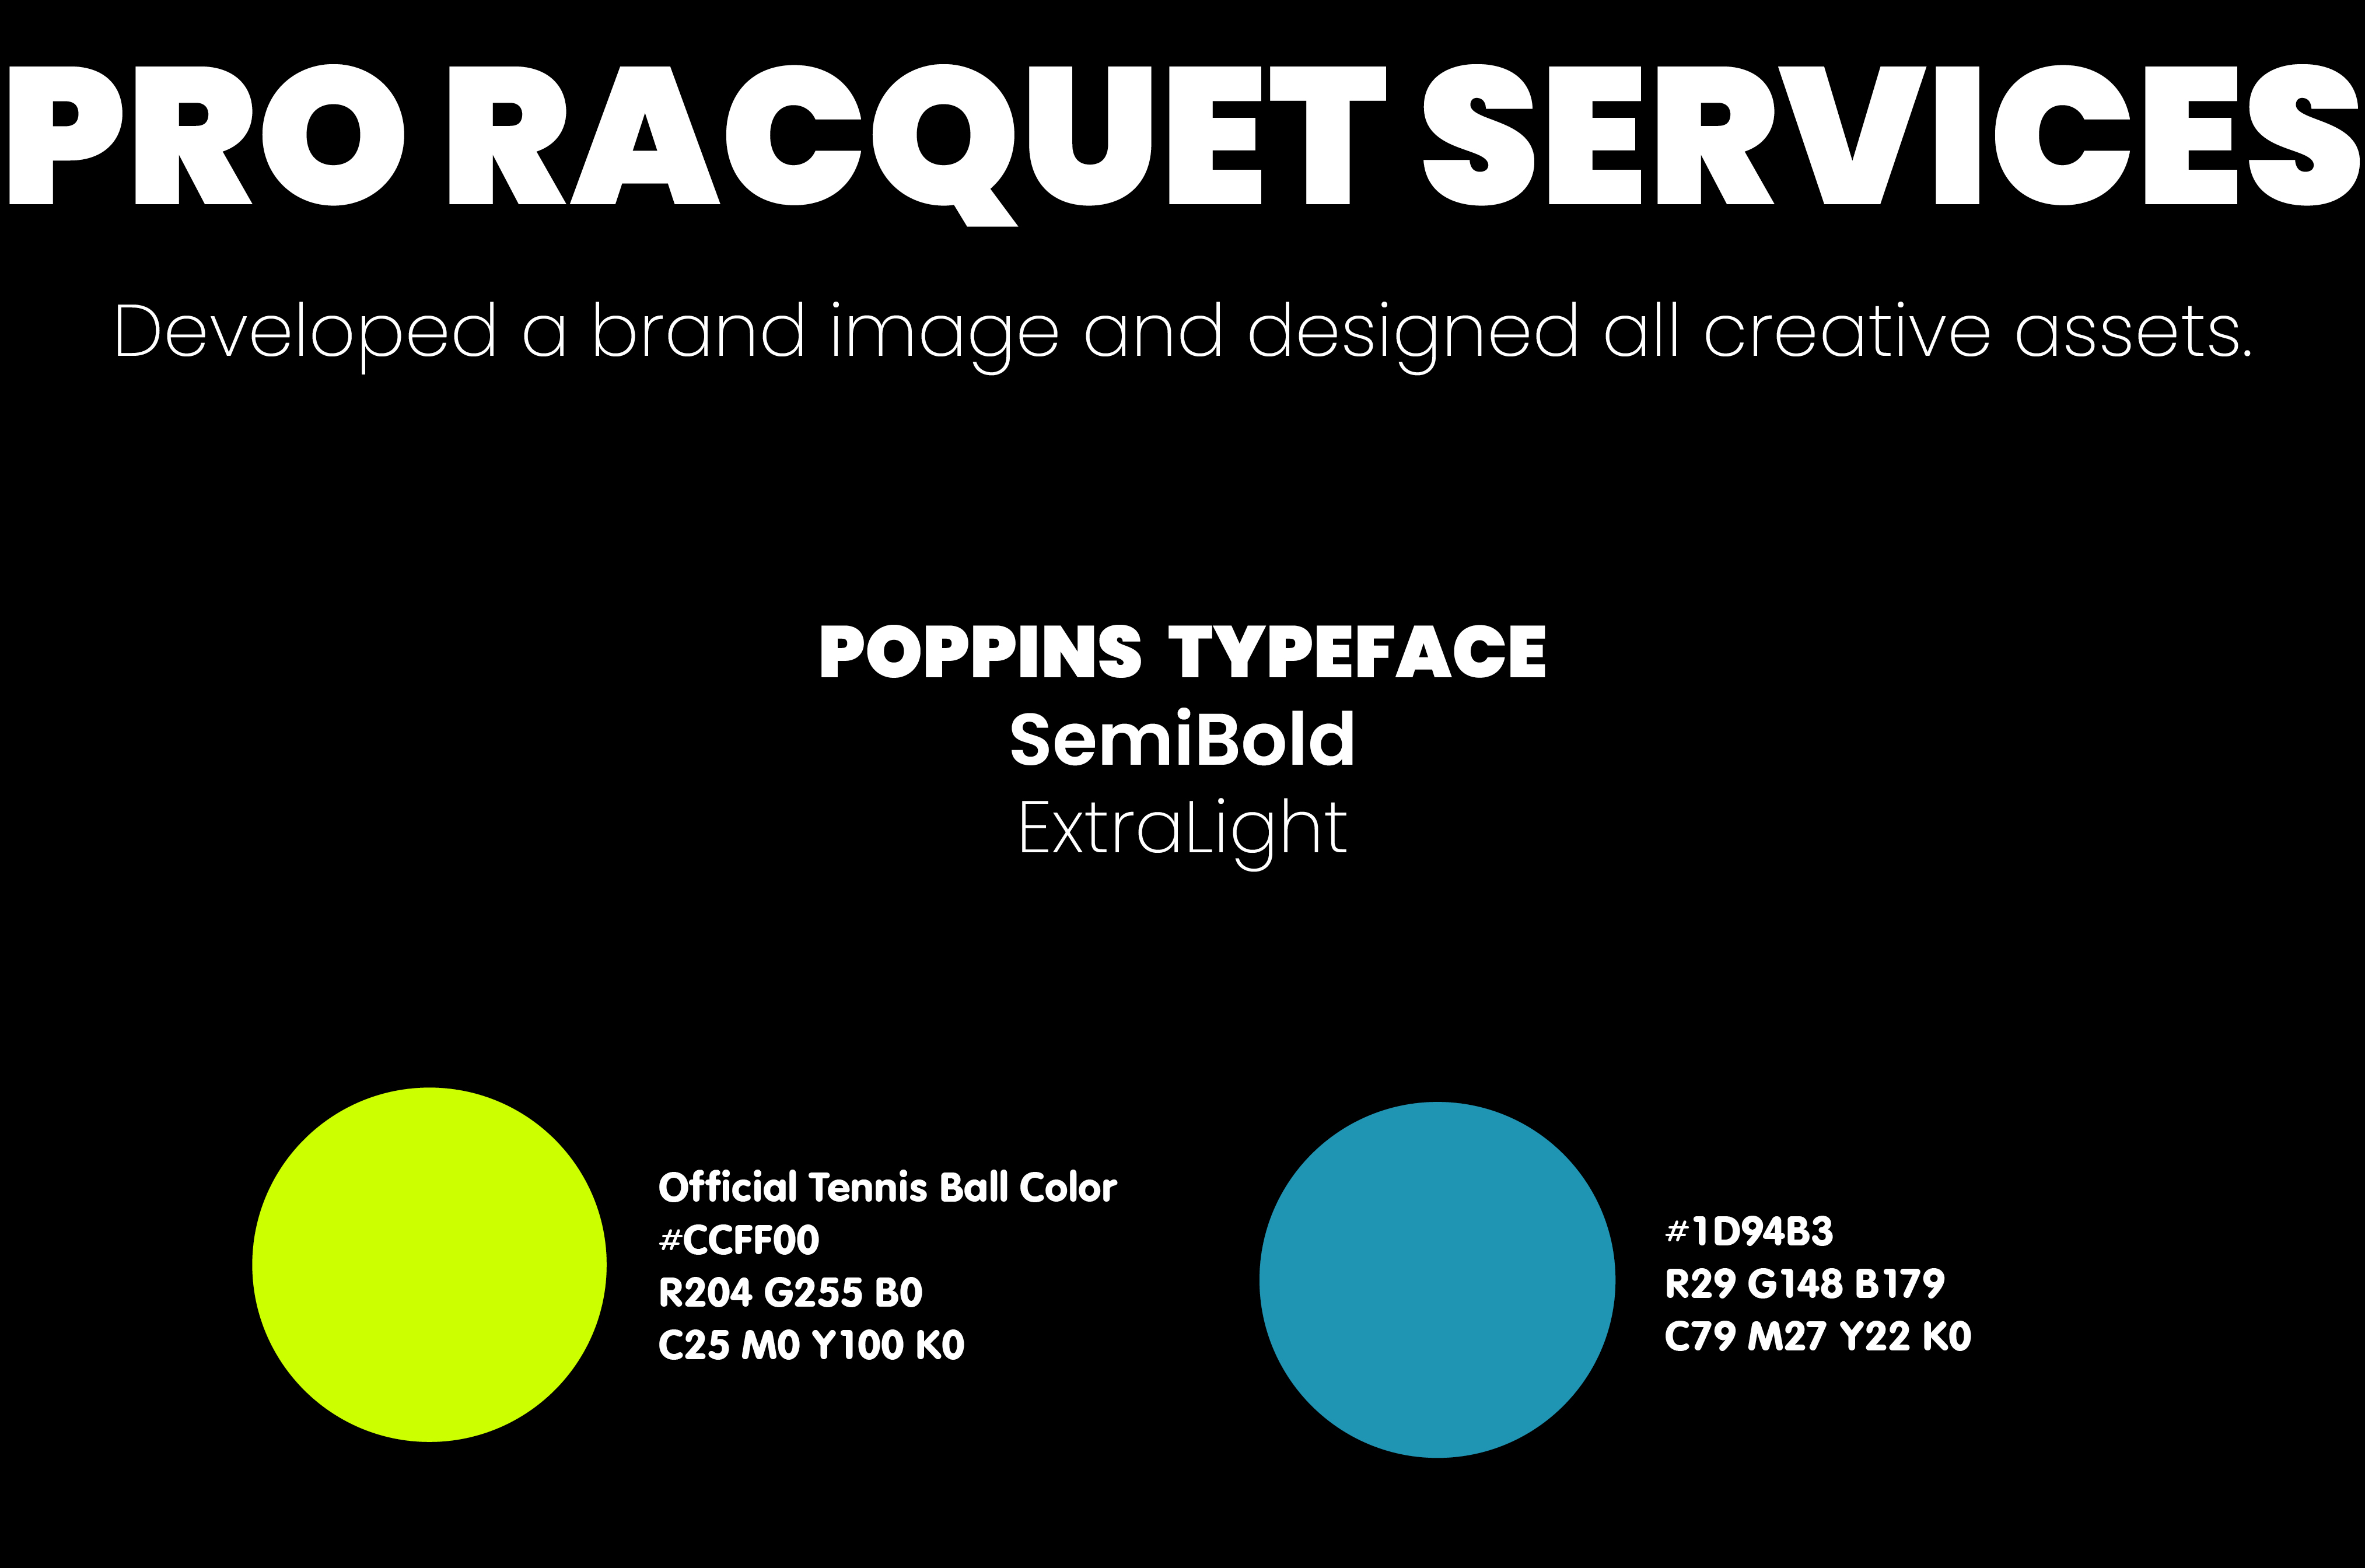 PRO RACQUET SERVICES
Developed a brand image and designed all creative assets.
POPPINS TYPEFACE
SemiBold
ExtraLight
Official Tennis Ball Color
#CCFF00
R204 G255 B0
C25 M0 Y100 K0
#1D94B3
R29 G148 B179
C79 M27 Y22 K0